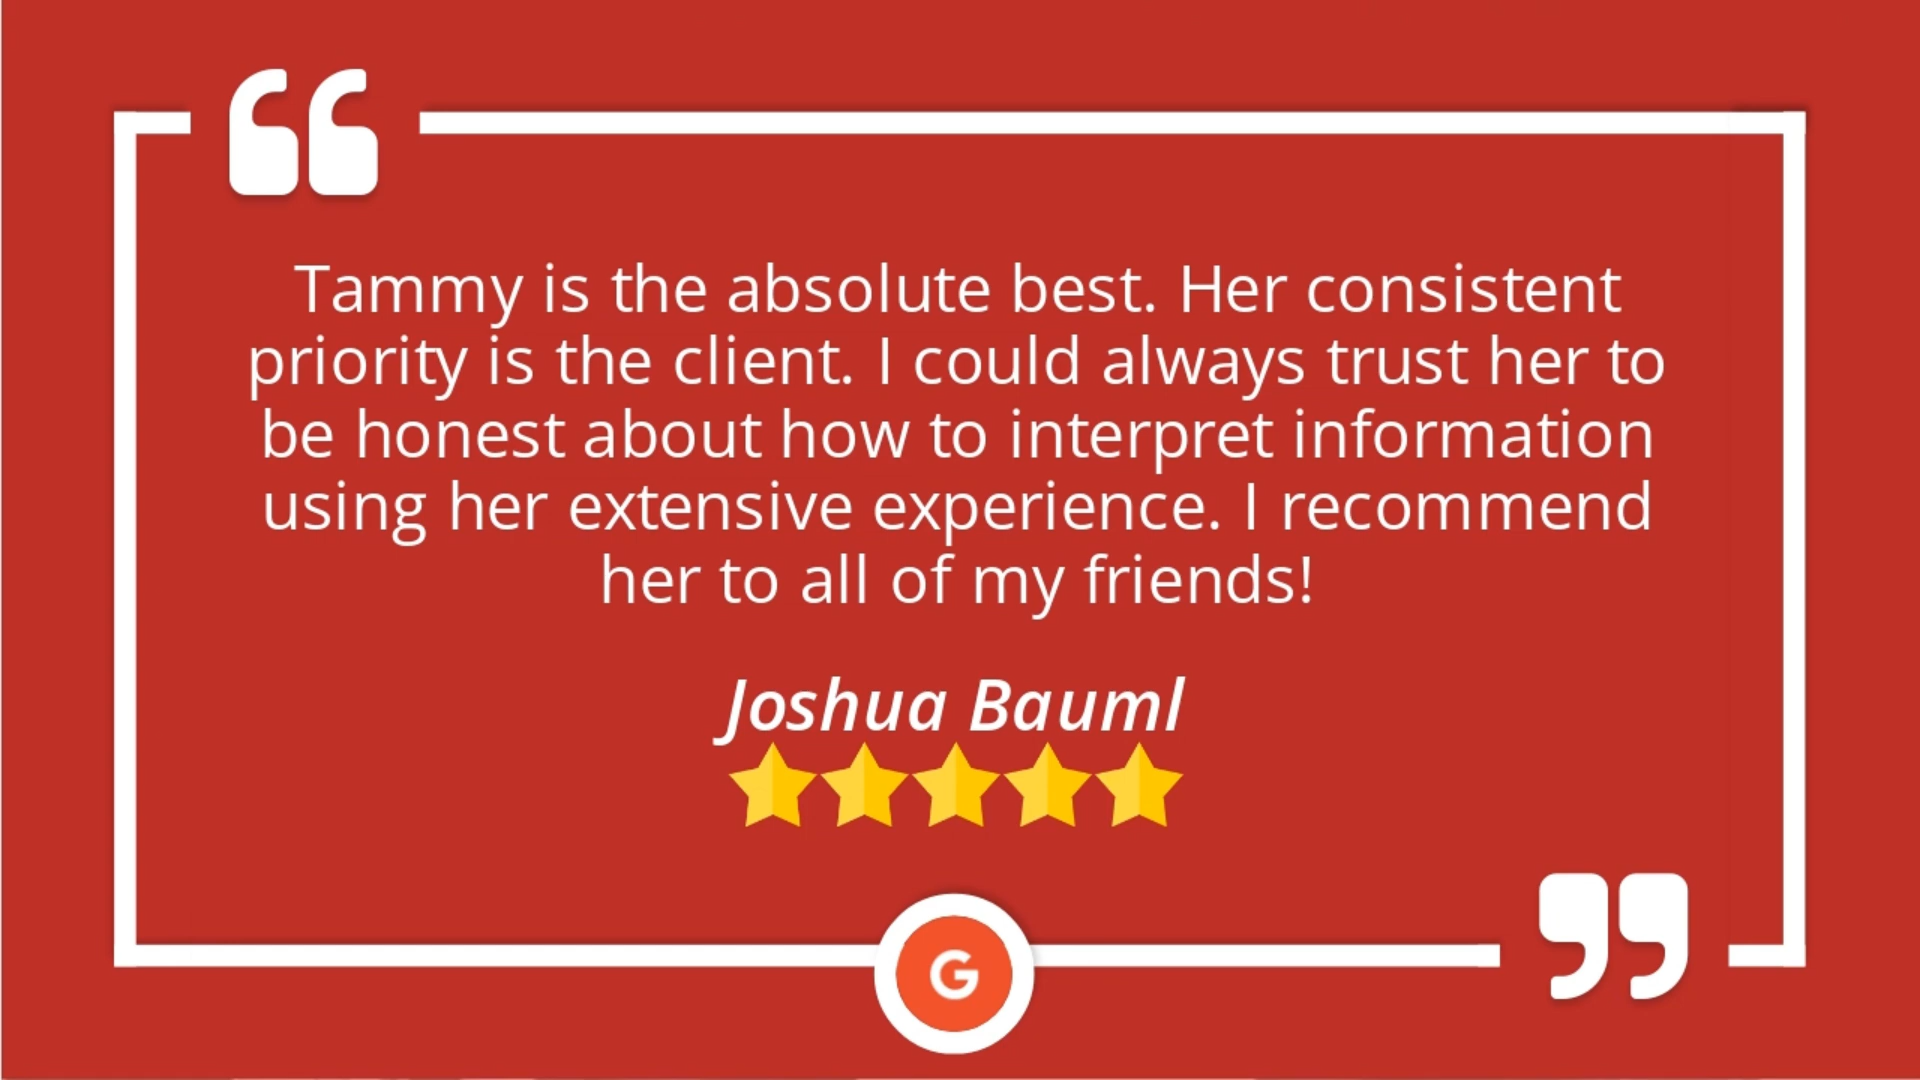 Tammy is the absolute best. Her consistent
priority is the client. I could always trust her to
be honest about how to interpret information
using her extensive experience. I recommend
her to all of my friends!
Joshua Bauml
G